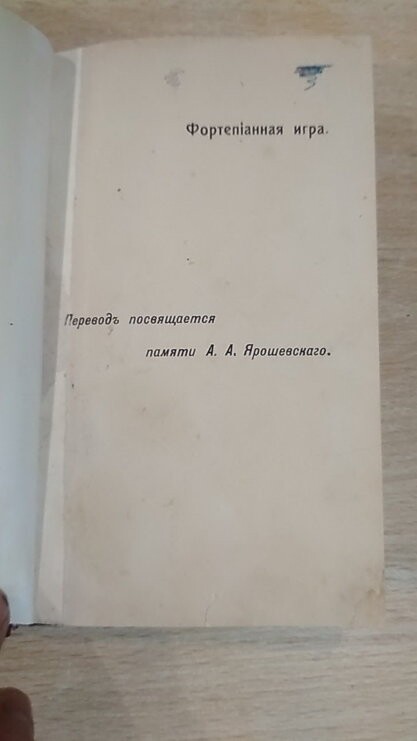 Фортепіанная игра.
Переводъ посвящается
памяти А. А. Ярошевскаго.